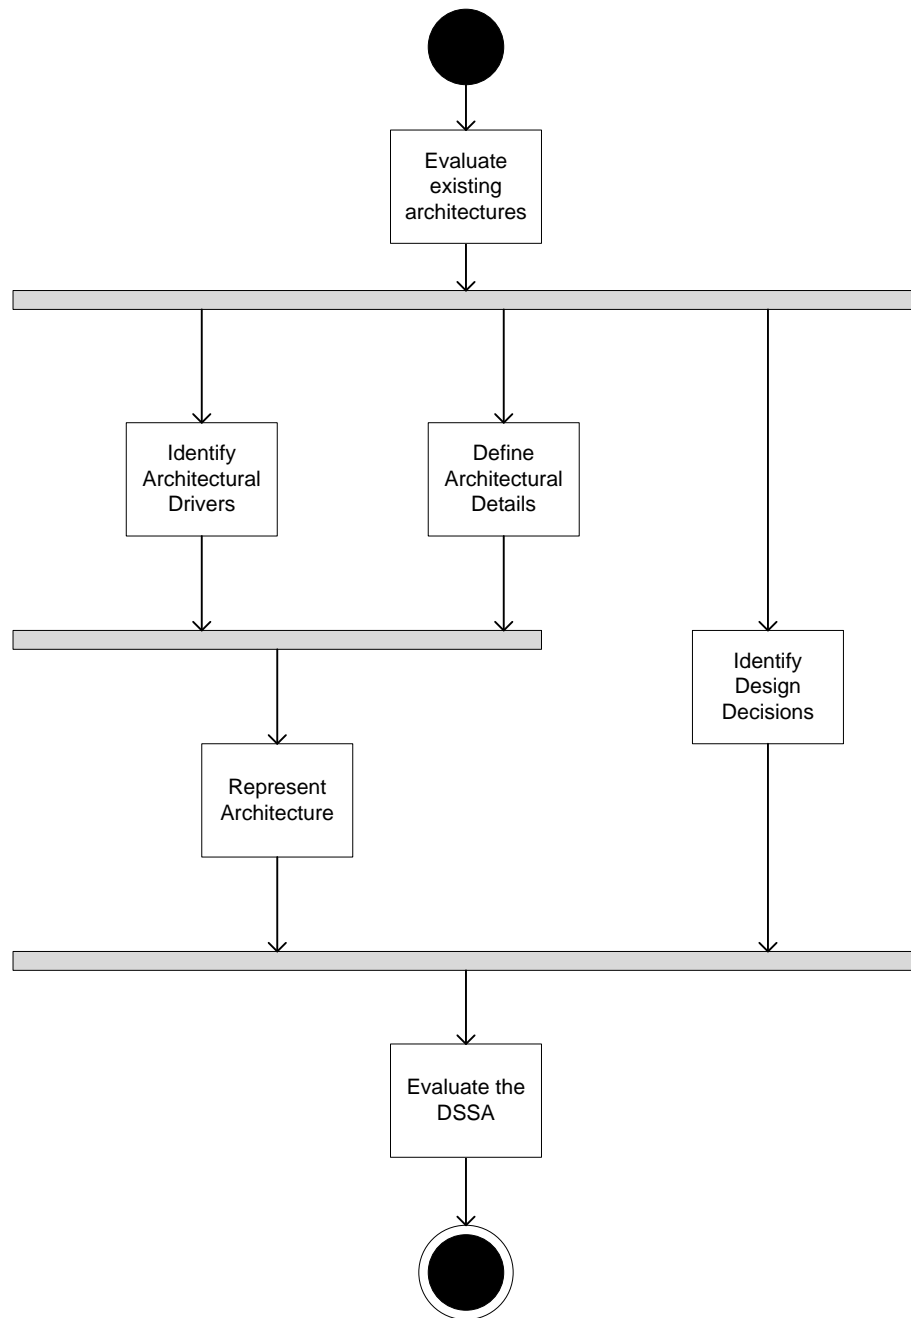 Evaluate
existing
architectures
Identify
Architectural
Drivers
Define
Architectural
Details
Identify
Design
Decisions
Represent
Architecture
Evaluate the
DSSA